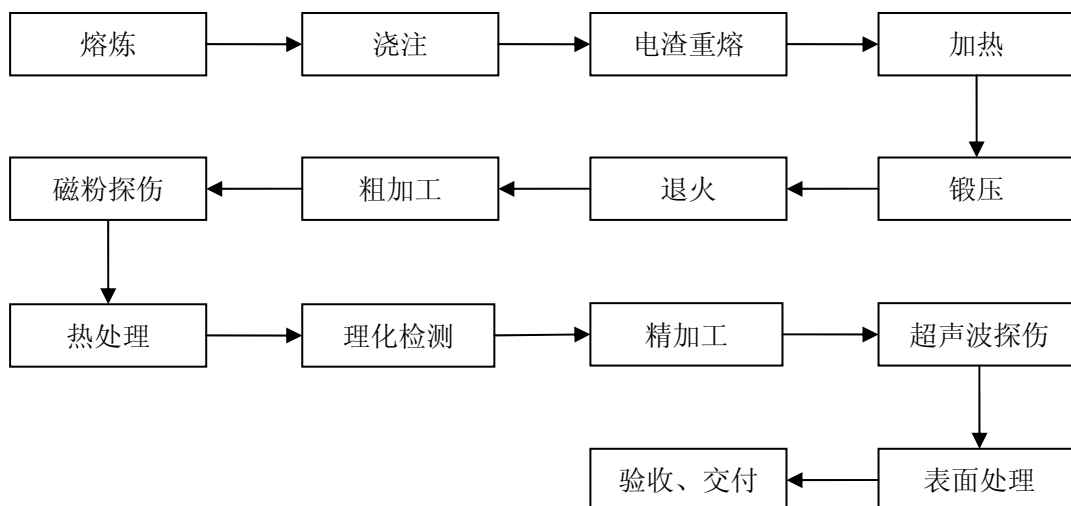 熔炼
浇注
电渣重熔
加热
锻压
退火
粗加工
磁粉探伤
热处理
理化检测
精加工
超声波探伤
表面处理
验收、交付